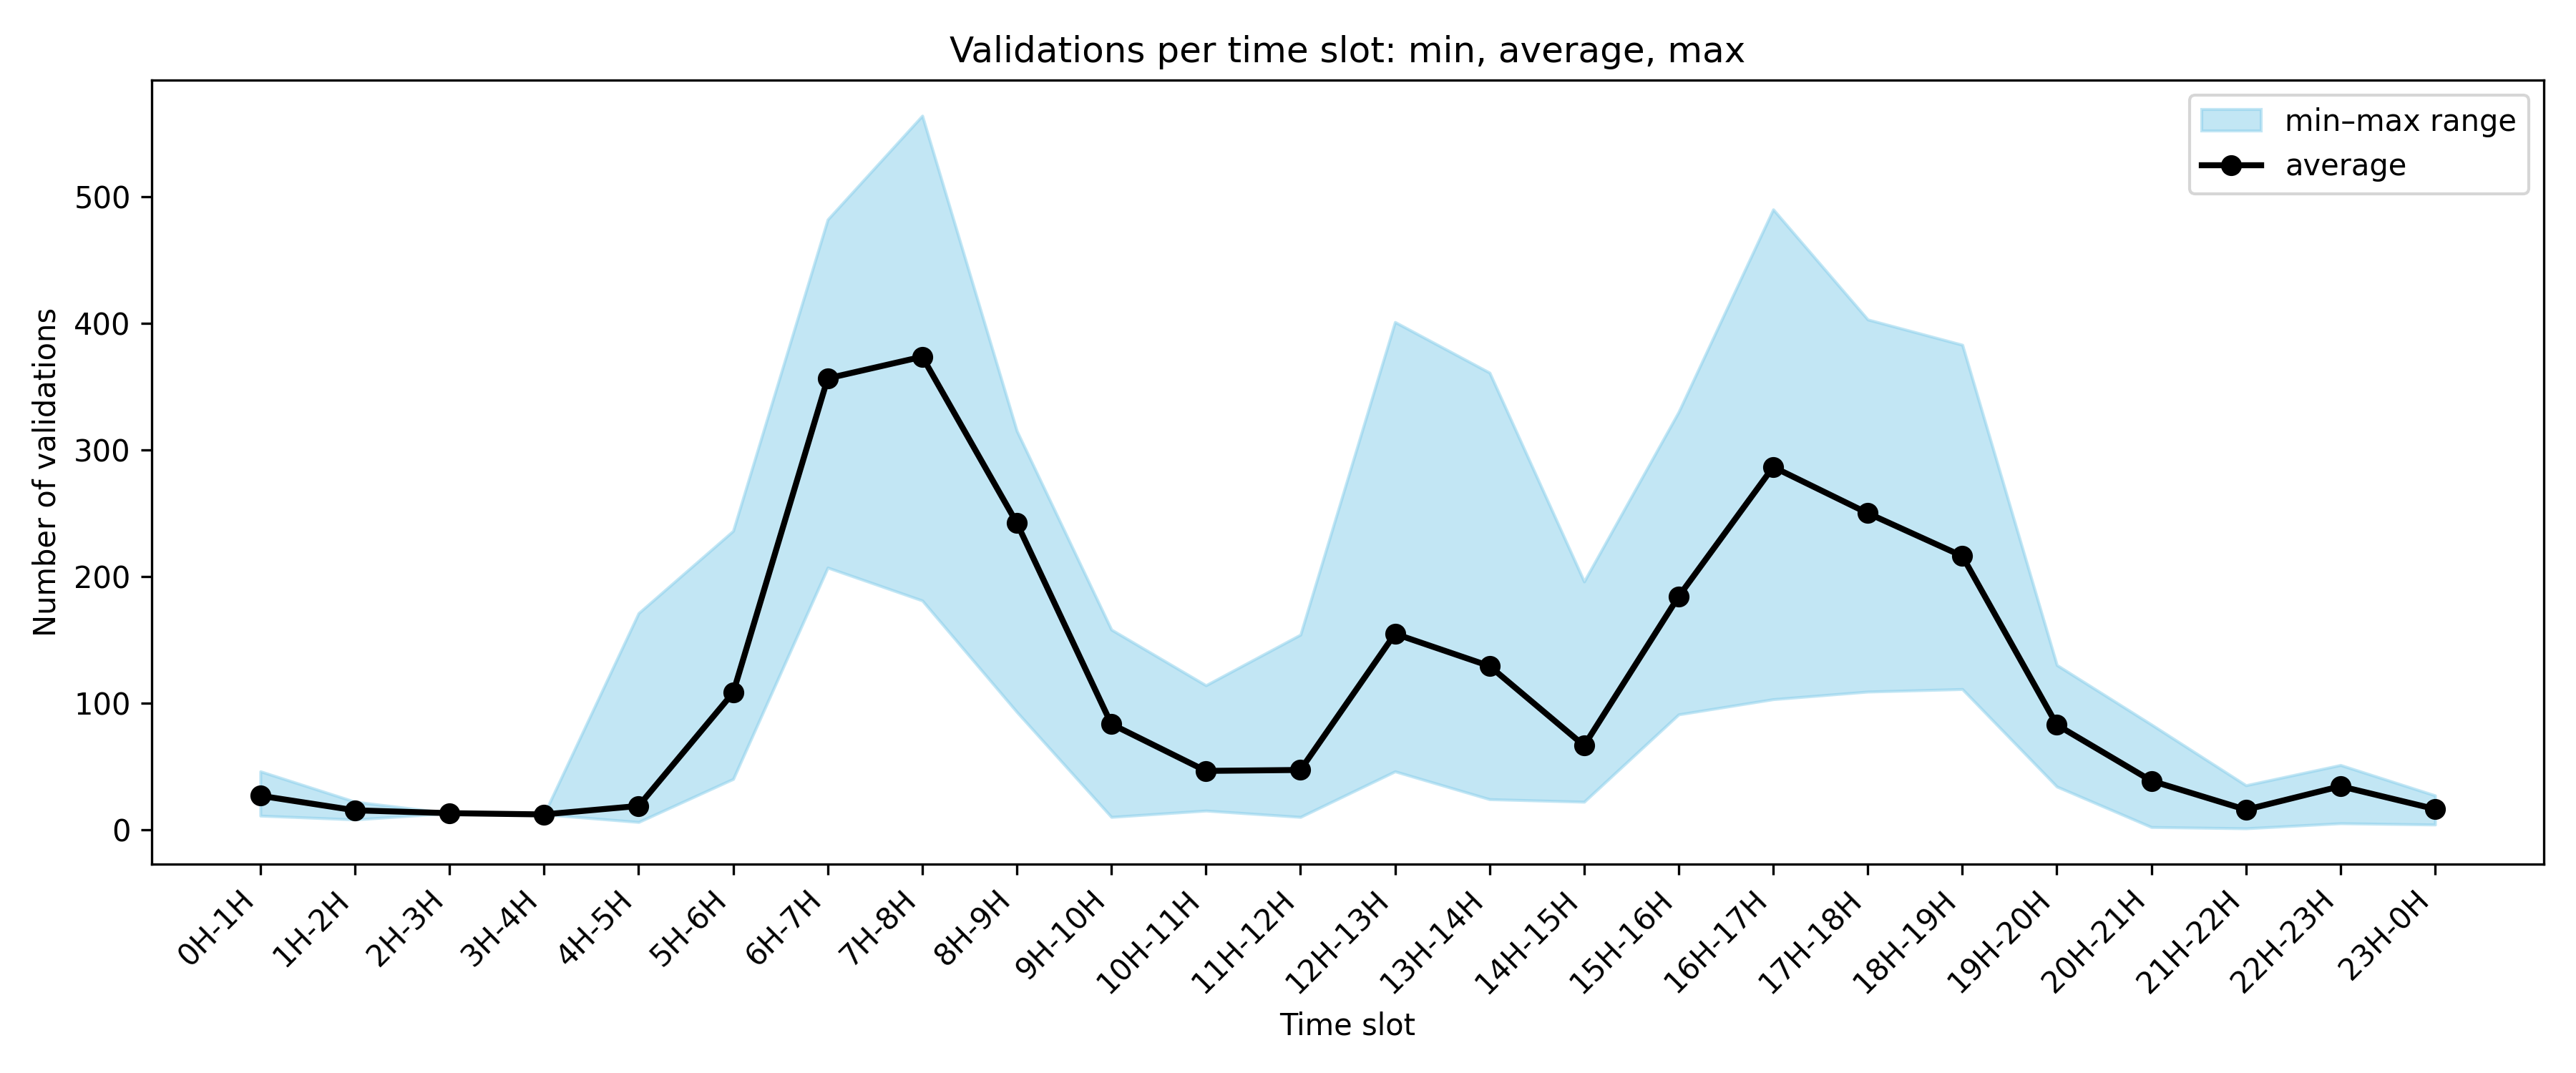 Validations per time slot: min, average, max
min–max range
average
Number of validations
500
400
300
200
100
0
0H-1H
1H-2H
2H-3H
3H-4H
4H-5H
5H-6H
6H-7H
7H-8H
8H-9H
9H-10H
10H-11H
11H-12H
12H-13H
13H-14H
14H-15H
15H-16H
16H-17H
17H-18H
18H-19H
19H-20H
20H-21H
21H-22H
22H-23H
23H-0H
Time slot